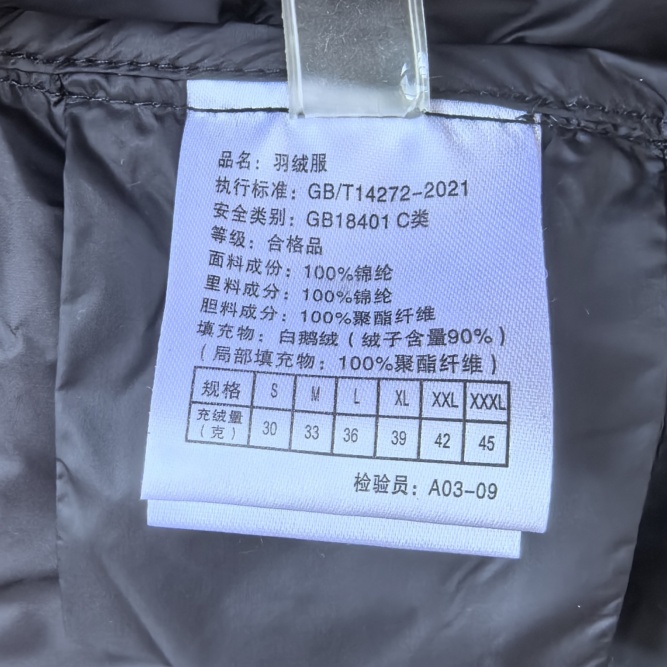 品名：羽绒服
执行标准：GB/T14272-2021
安全类别：GB18401 C类
等级：合格品
面料成份：100%锦纶
里料成分：100%锦纶
胆料成分：100%聚酯纤维
填充物：白鹅绒（绒子含量90%）
（局部填充物：100%聚酯纤维）
规格 S M L XL XXL XXXL
充绒量（克） 30 33 36 39 42 45
检验员：A03-09